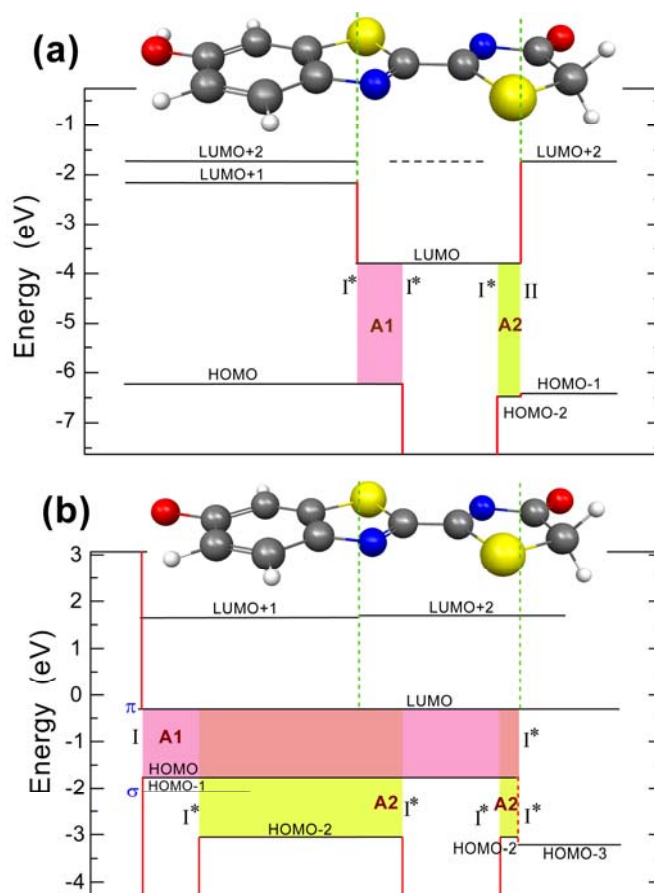 (a)
Energy (eV)
-1
-2
-3
-4
-5
-6
-7
LUMO+2
LUMO+1
LUMO+2
LUMO
I* I* I* II
A1 A2
HOMO
HOMO-1
HOMO-2
(b)
Energy (eV)
3
2
1
0
-1
-2
-3
-4
LUMO+1 LUMO+2
π
LUMO
I A1 I*
HOMO
σ
HOMO-1
I* A2 I* I* A2 I*
HOMO-2
HOMO-2 HOMO-3